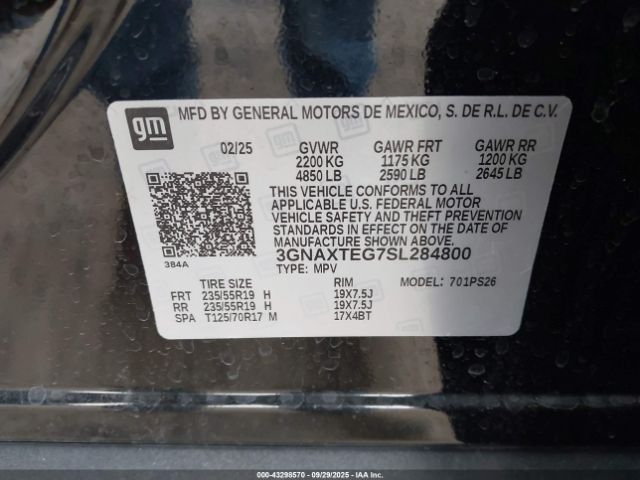 gm
MFD BY GENERAL MOTORS DE MEXICO, S. DE R.L. DE C.V.
02/25 GVWR GAWR FRT GAWR RR
2200 KG 1175 KG 1200 KG
4850 LB 2590 LB 2645 LB
THIS VEHICLE CONFORMS TO ALL
APPLICABLE U.S. FEDERAL MOTOR
VEHICLE SAFETY AND THEFT PREVENTION
STANDARDS IN EFFECT ON THE DATE OF
MANUFACTURE SHOWN ABOVE.
3GNAXTEG7SL284800
3B4A
TYPE: MPV MODEL: 701PS26
TIRE SIZE RIM
FRT 235/55R19 H 19X7.5J
RR 235/55R19 H 19X7.5J
SPA T125/70R17 M 17X4BT
000-43298570 - 09/29/2025 - IAAI.COM